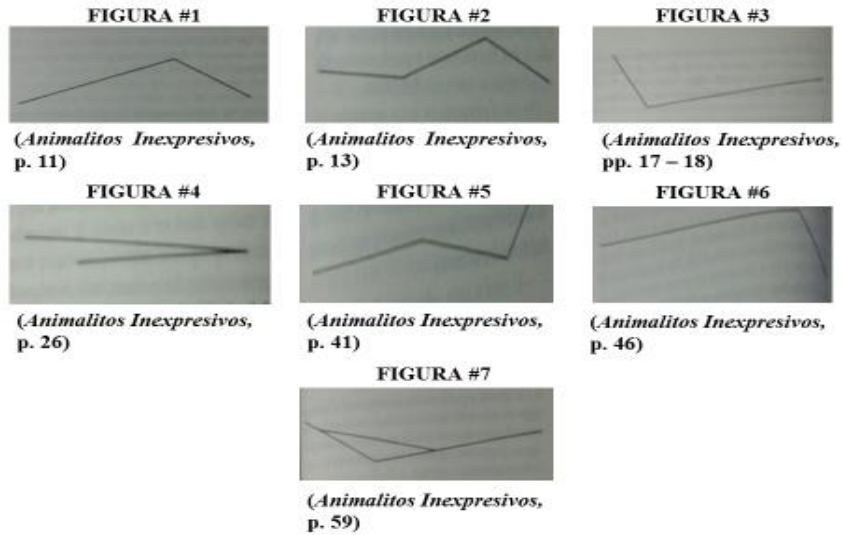 FIGURA #1
FIGURA #2
FIGURA #3
(Animalitos Inexpresivos,
p. 11)
(Animalitos Inexpresivos,
p. 13)
(Animalitos Inexpresivos,
pp. 17 – 18)
FIGURA #4
FIGURA #5
FIGURA #6
(Animalitos Inexpresivos,
p. 26)
(Animalitos Inexpresivos,
p. 41)
(Animalitos Inexpresivos,
p. 46)
FIGURA #7
(Animalitos Inexpresivos,
p. 59)